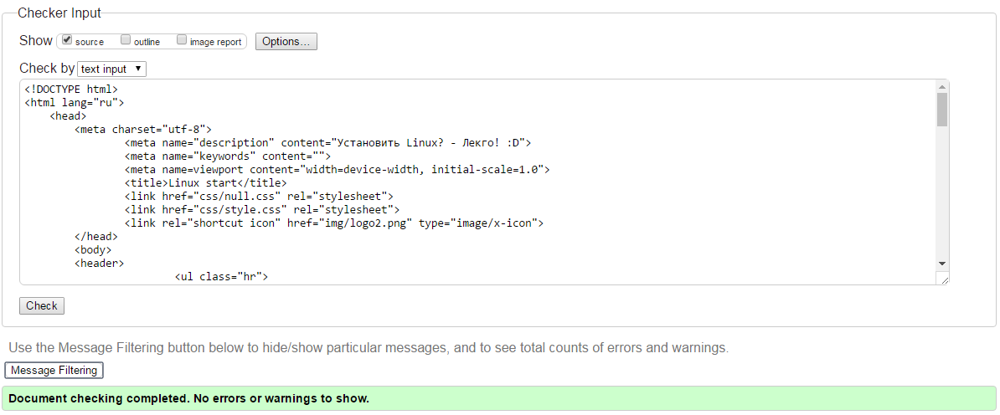 Checker Input
Show source outline image report Options...
Check by text input
<!DOCTYPE html>
<html lang="ru">
<head>
<meta charset="utf-8">
<meta name="description" content="Установить Linux? - Лекго! :D">
<meta name="keywords" content="">
<meta name=viewport content="width=device-width, initial-scale=1.0">
<title>Linux start</title>
<link href="css/null.css" rel="stylesheet">
<link href="css/style.css" rel="stylesheet">
<link rel="shortcut icon" href="img/logo2.png" type="image/x-icon">
</head>
<body>
<header>
<ul class="hr">
Check
Use the Message Filtering button below to hide/show particular messages, and to see total counts of errors and warnings.
Message Filtering
Document checking completed. No errors or warnings to show.